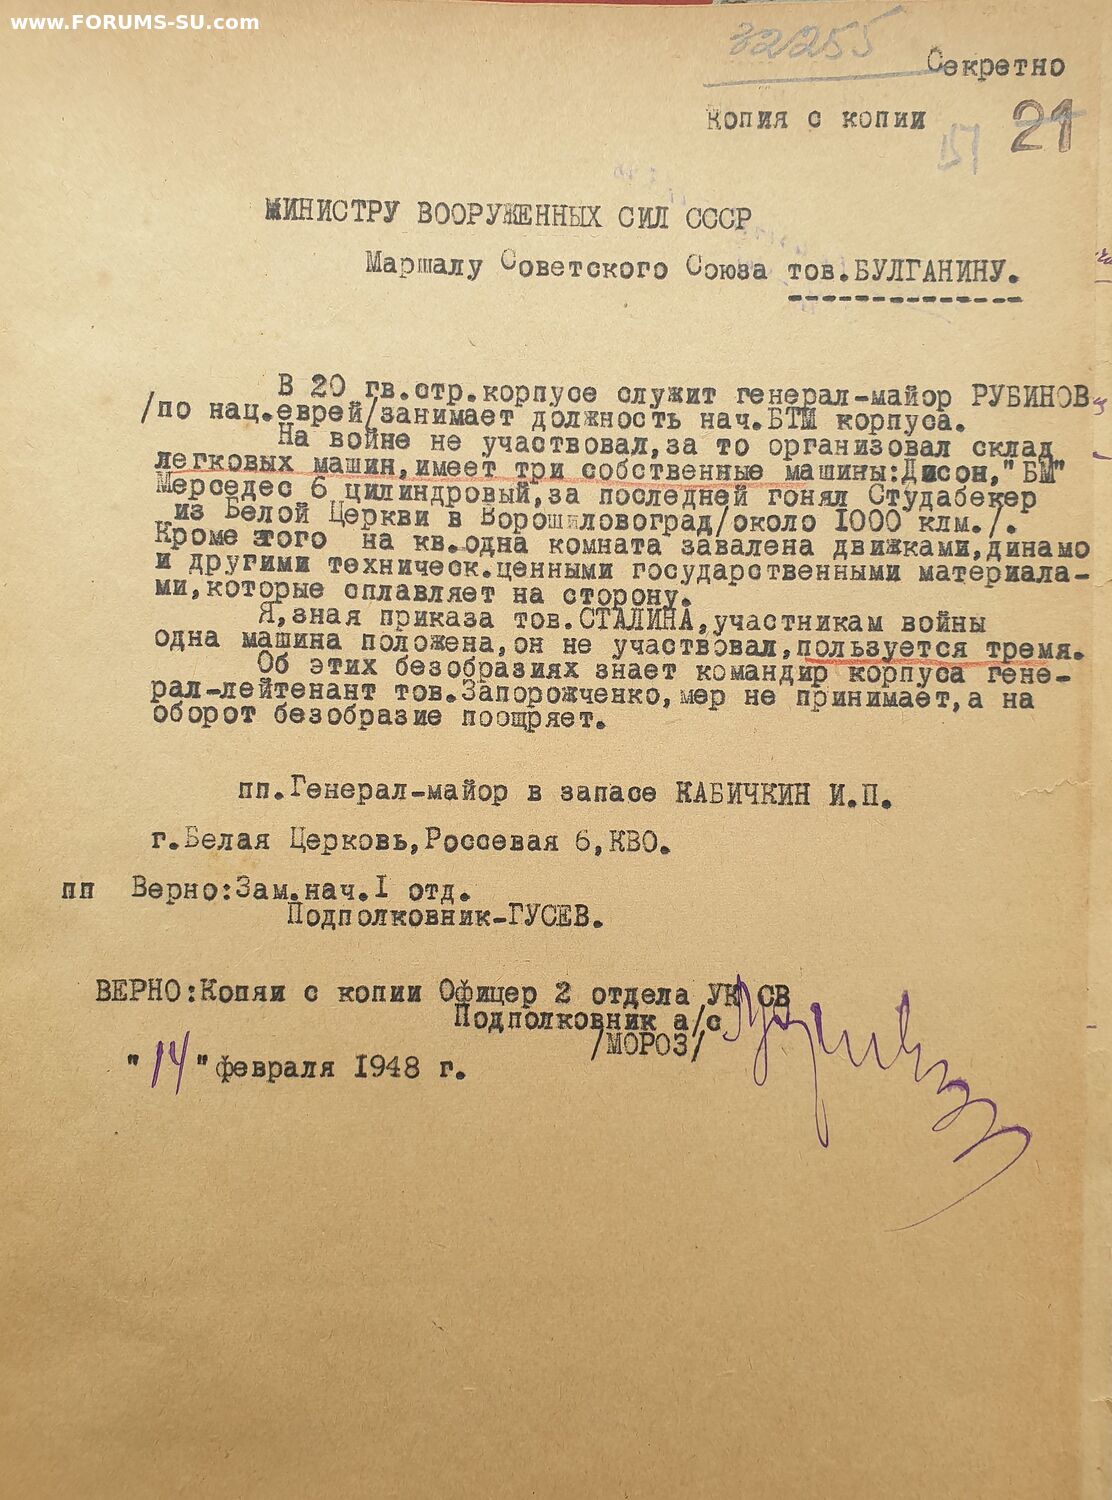 www.FORUMS-SU.com
32255
Секретно
Копия с копии
21
МИНИСТРУ ВООРУЖЕННЫХ СИЛ СССР
Маршалу Советского Союза тов.БУЛГАНИНУ.
В 20 гв.стр.корпусе служит генерал-майор РУБИНОВ
/по нац.еврей/занимает должность нач.БТМ корпуса.
На войне не участвовал,за то организовал склад
легковых машин,имеет три собственные машины:Дисон,"БМ"
Мерседес 6 цилиндровый,за последней гонял Студабекер
из Белой Церкви в Ворошиловоград/около 1000 клм./.
Кроме этого на кв.одна комната завалена движками,динамо
и другими техническ.ценными государственными материала-
ми,которые сплавляет на сторону.
Я,зная приказа тов.СТАЛИНА,участникам войны
одна машина положена,он не участвовал,пользуется тремя.
Об этих безобразиях знает командир корпуса гене-
рал-лейтенант тов.Запорожченко,мер не принимает,а на
оборот безобразие поощряет.
пп.Генерал-майор в запасе КАБИЧКИН И.П.
г.Белая Церковь,Россевая 6,КВО.
пп Верно:Зам.нач.I отд.
Подполковник-ГУСЕВ.
ВЕРНО:Копяи с копии Офицер 2 отдела УК СВ
Подполковник а/с
/МОРОЗ/
"14" февраля 1948 г.